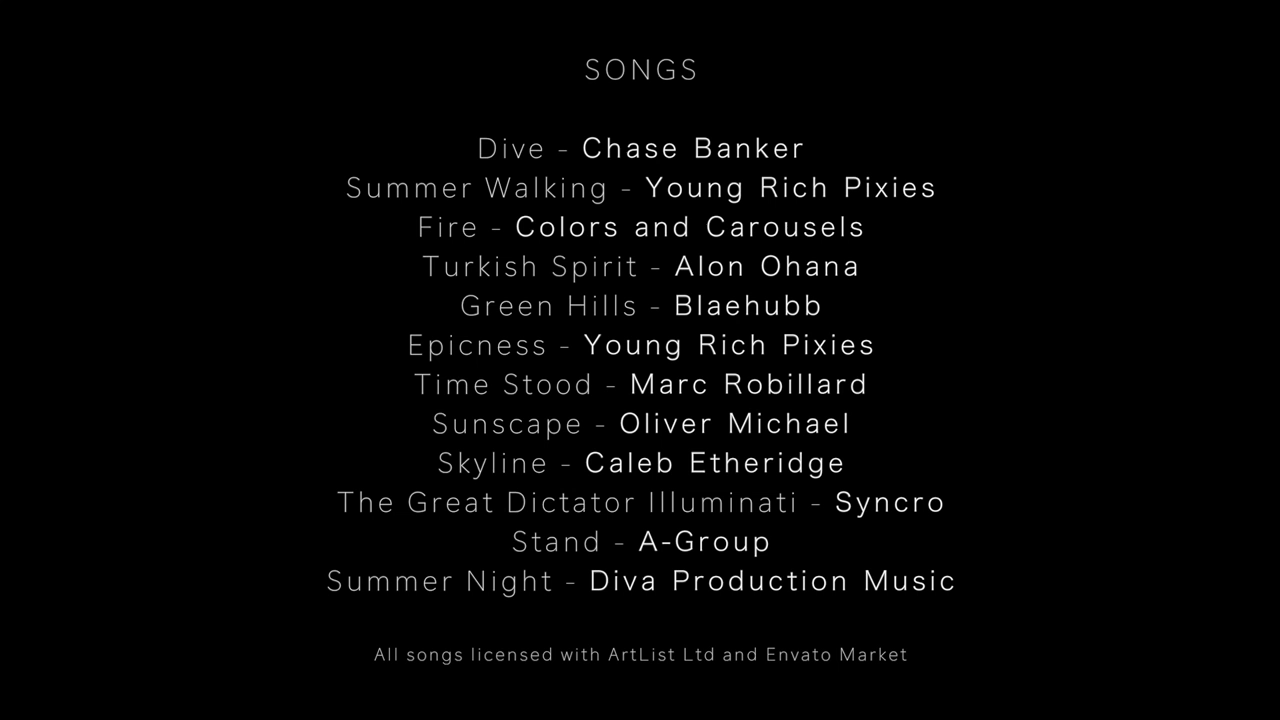 SONGS
Dive - Chase Banker
Summer Walking - Young Rich Pixies
Fire - Colors and Carousels
Turkish Spirit - Alon Ohana
Green Hills - Blaehubb
Epicness - Young Rich Pixies
Time Stood - Marc Robillard
Sunscape - Oliver Michael
Skyline - Caleb Etheridge
The Great Dictator Illuminati - Syncro
Stand - A-Group
Summer Night - Diva Production Music
All songs licensed with ArtList Ltd and Envato Market